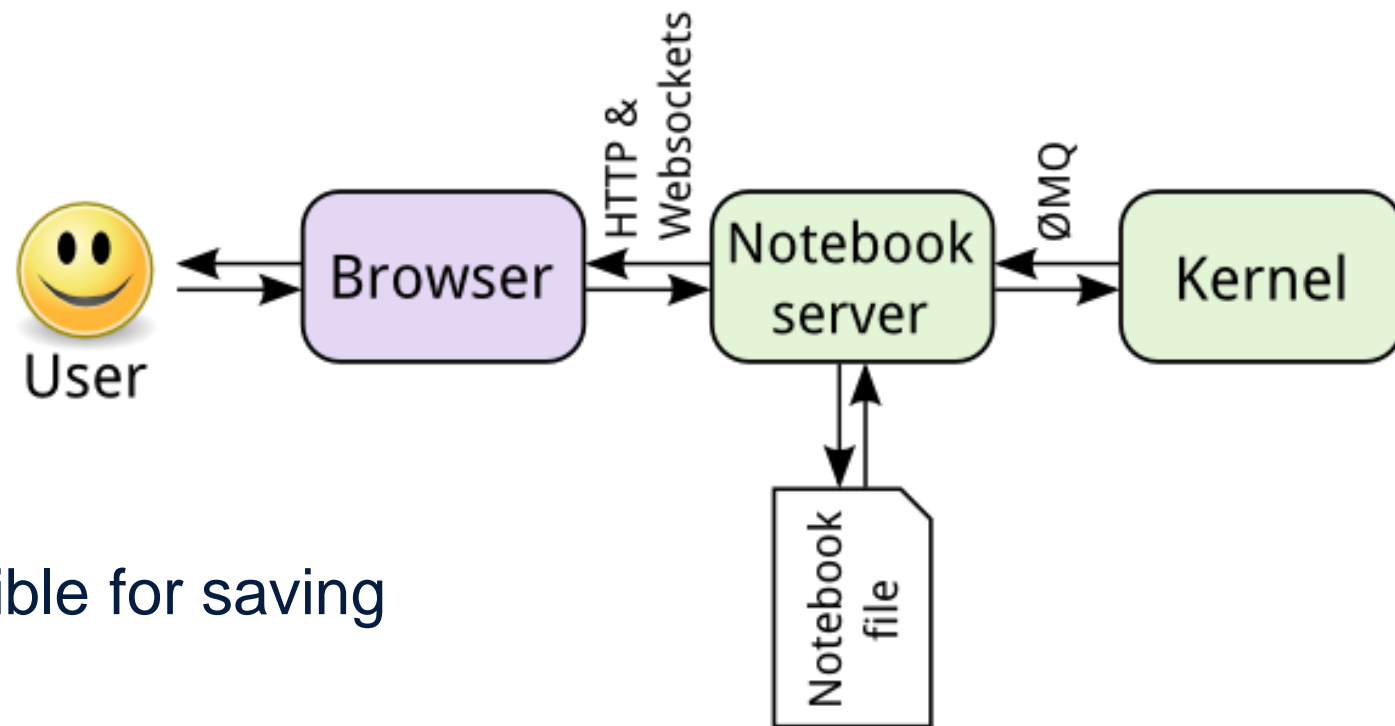 HTTP &
Websockets
ØMQ
Browser
Notebook
server
Kernel
User
Notebook
file
ible for saving